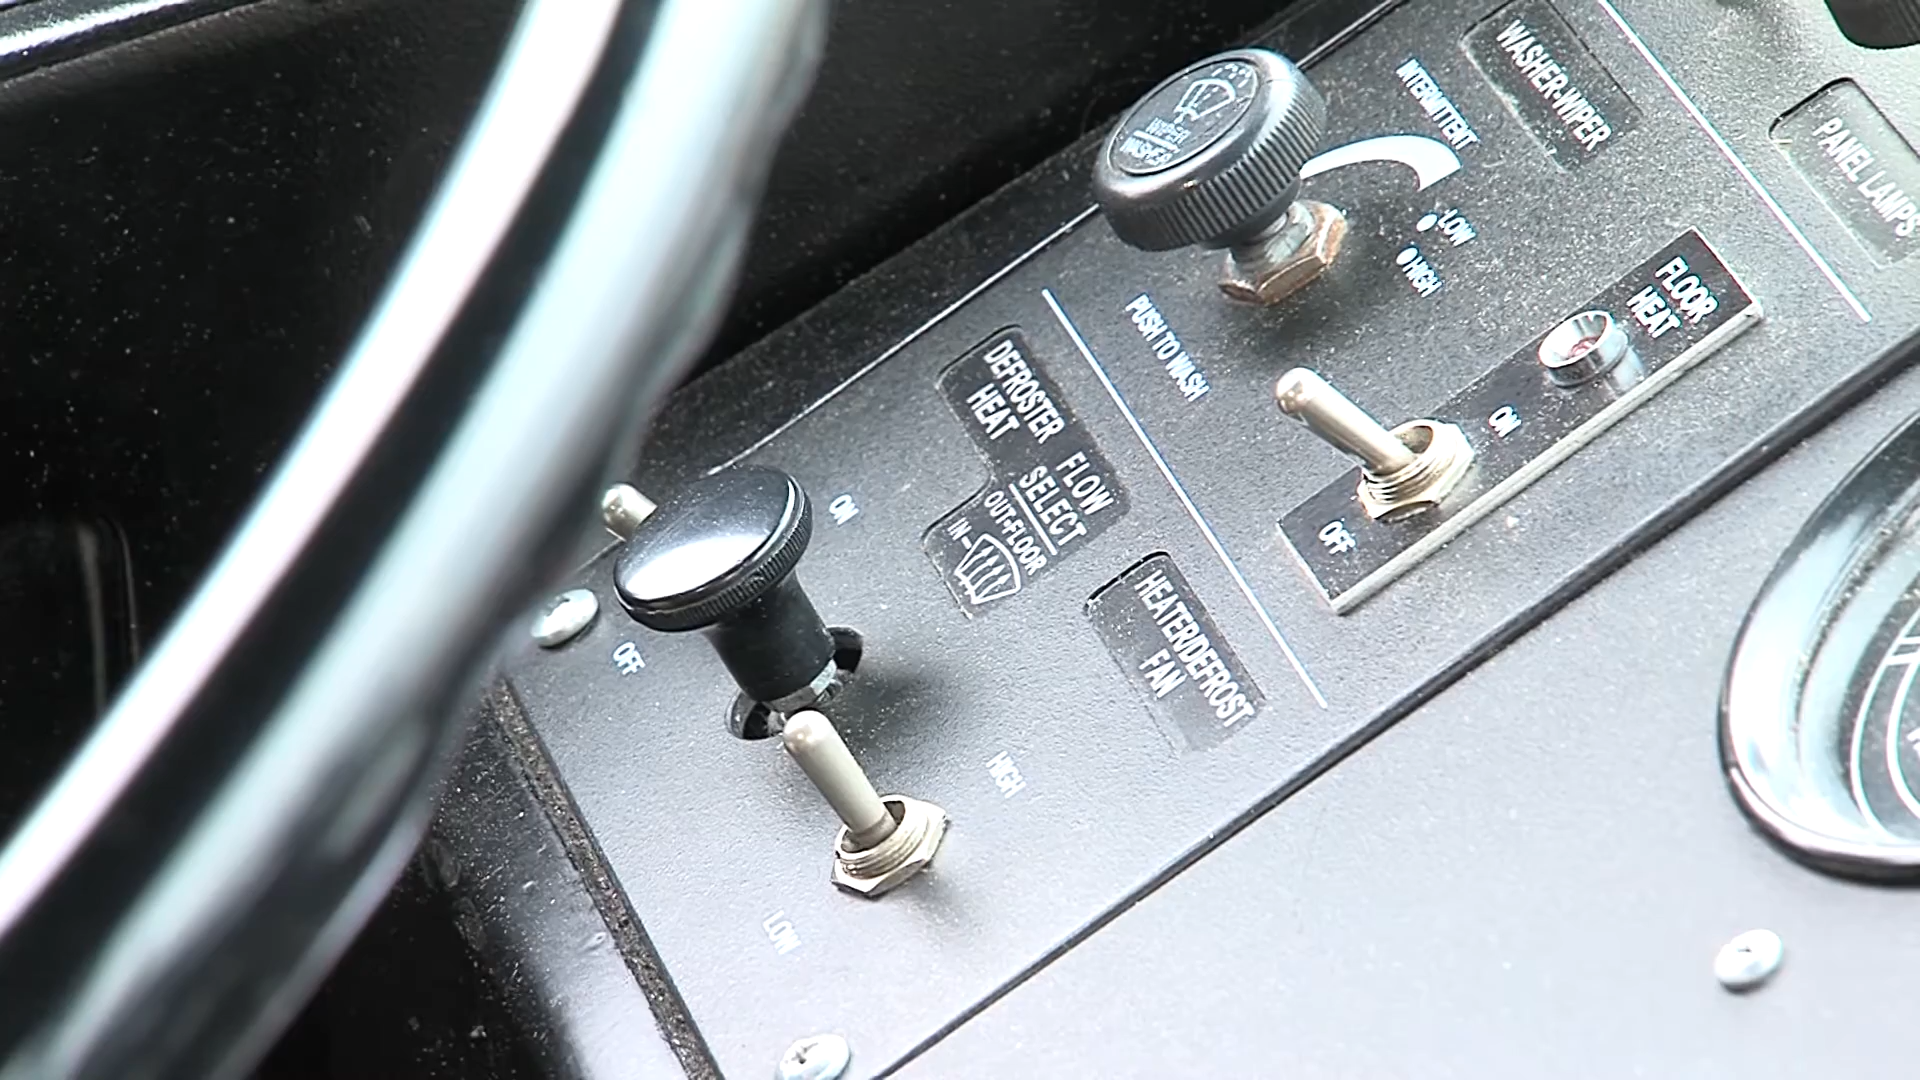 WASHER-WIPER
PANEL LAMPS
INTERMITTENT
LOW
HIGH
WIPER
WASHER
PUSH TO WASH
FLOOR
HEAT
ON
OFF
DEFROSTER
HEAT
FLOW
SELECT
OUT-FLOOR
IN-
ON
OFF
HEATER/DEFROST
FAN
HIGH
LOW